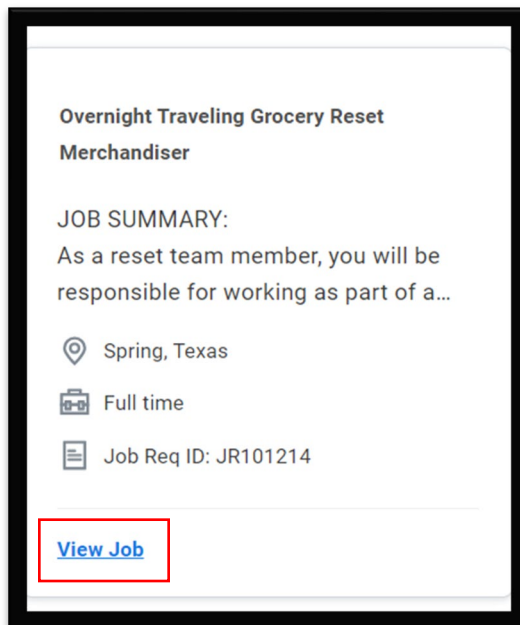 Overnight Traveling Grocery Reset
Merchandiser
JOB SUMMARY:
As a reset team member, you will be
responsible for working as part of a...
Spring, Texas
Full time
Job Req ID: JR101214
View Job